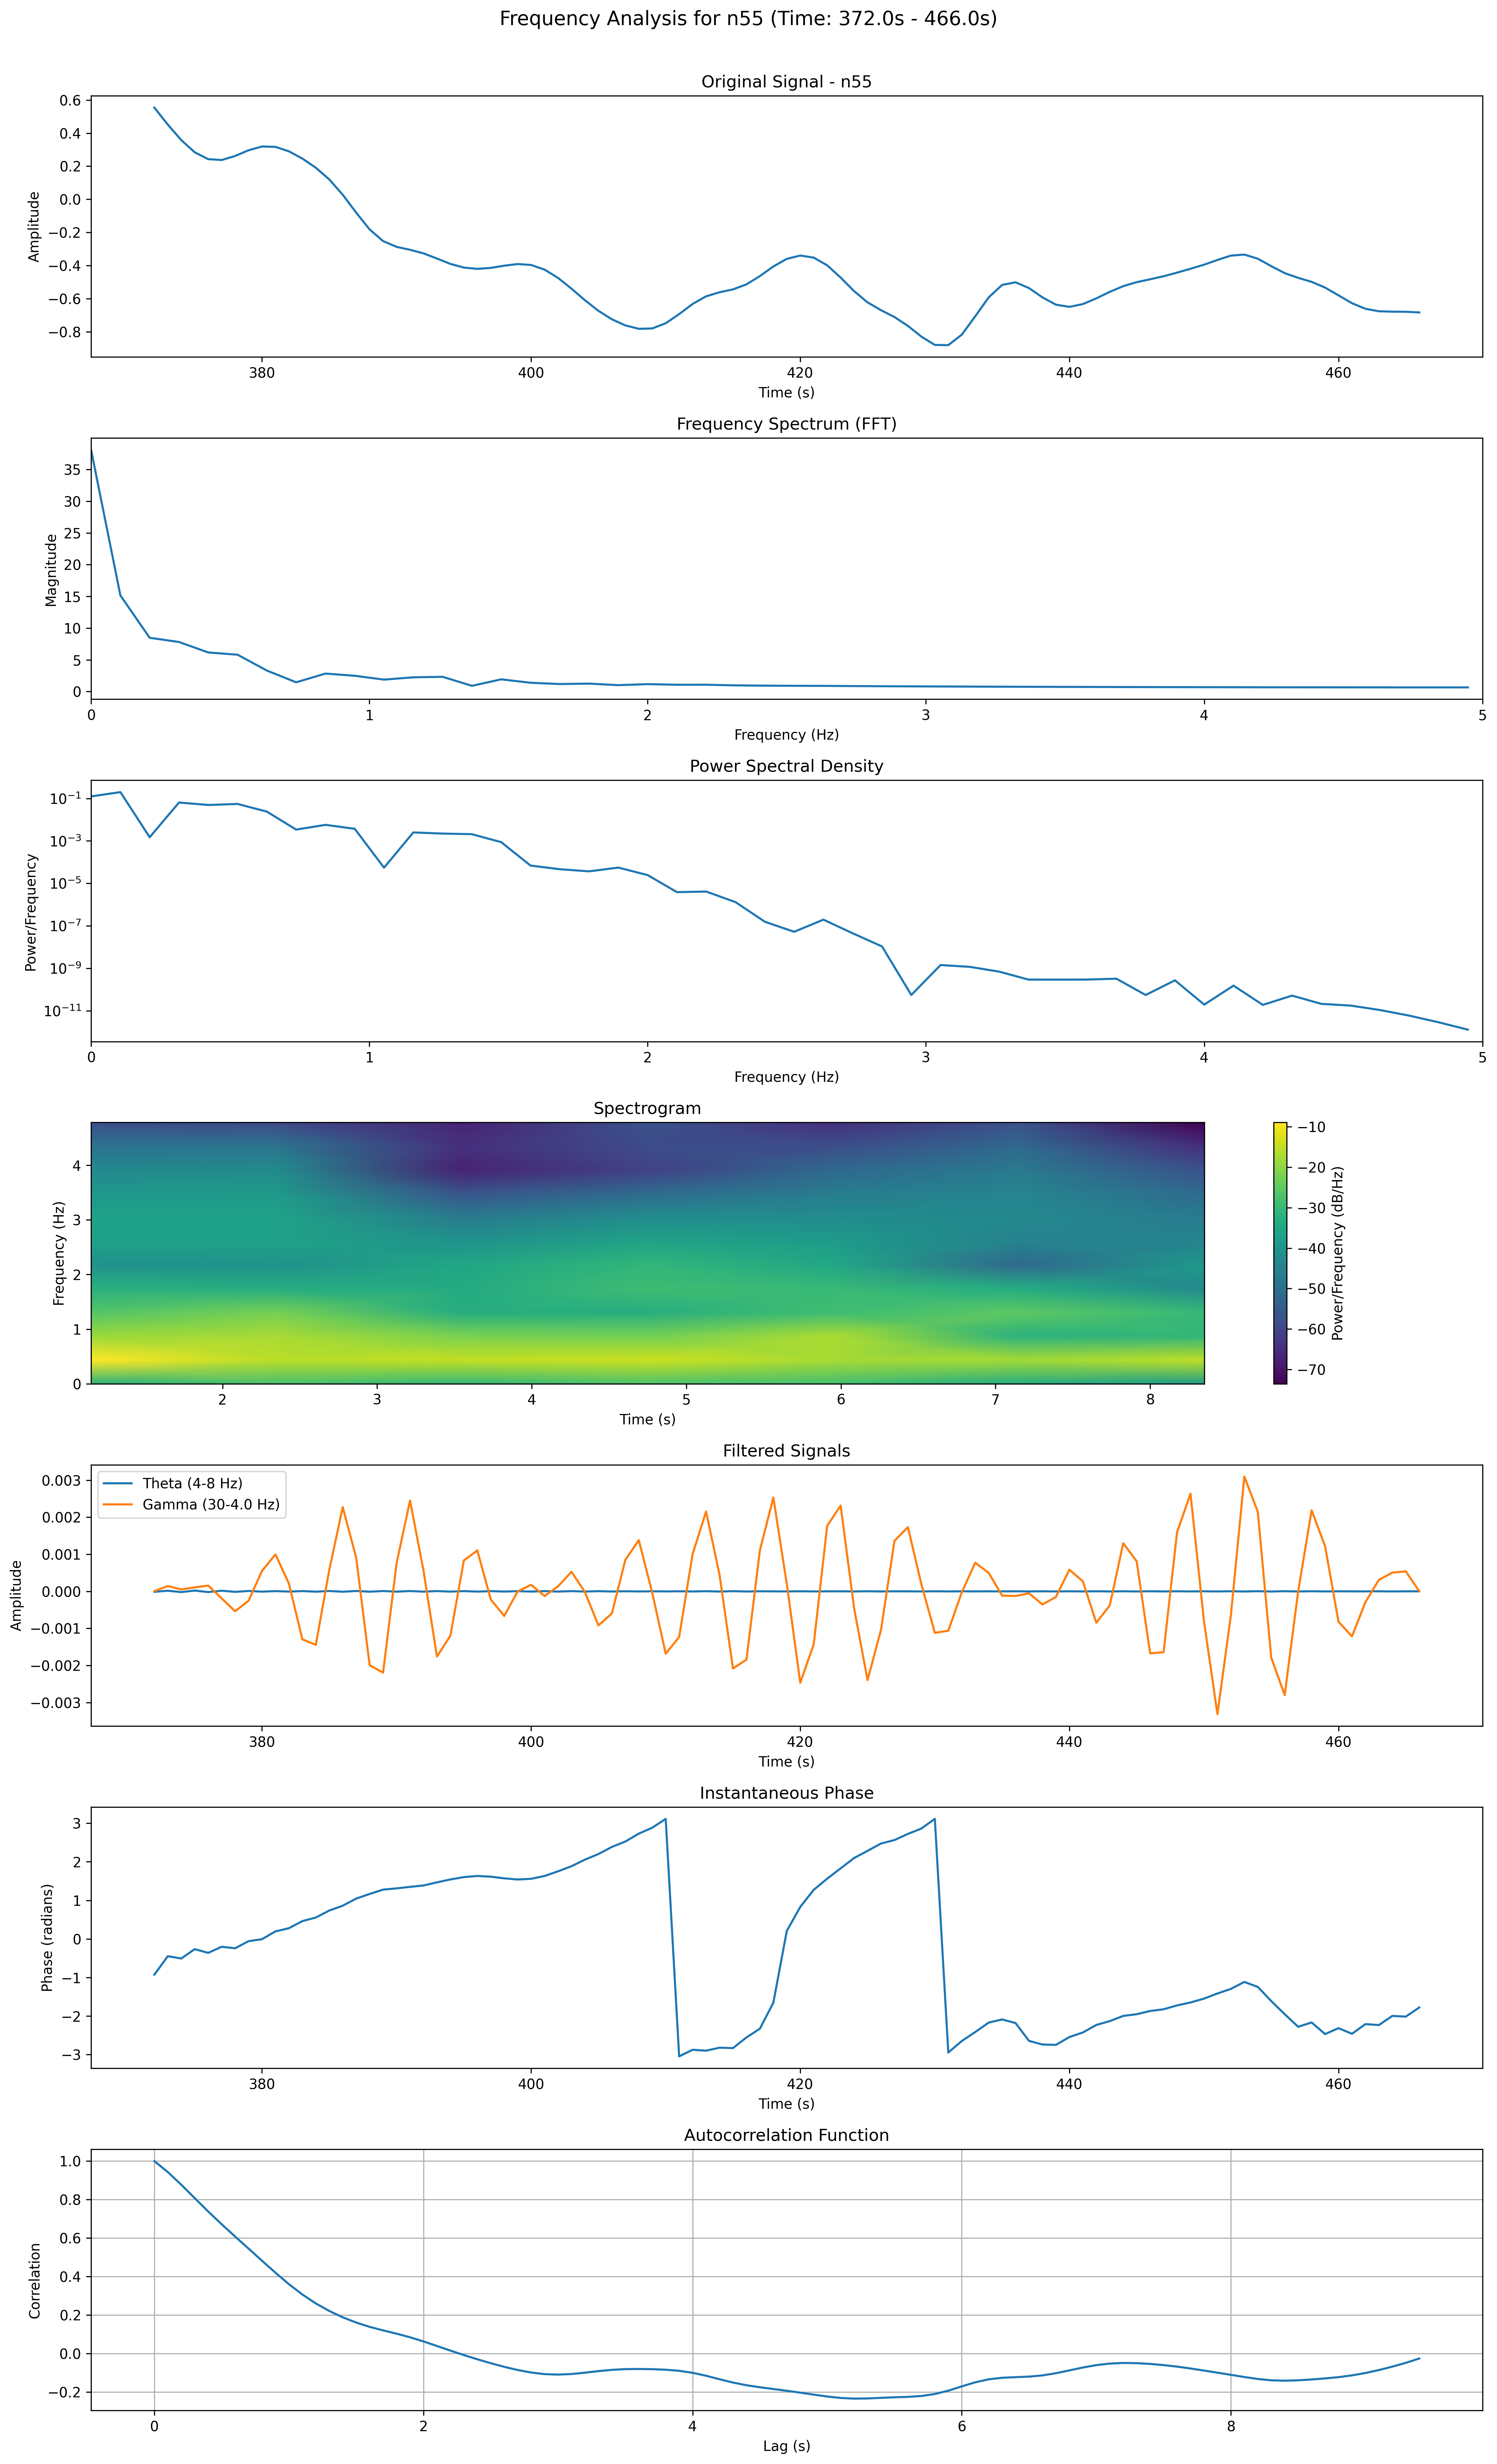 Frequency Analysis for n55 (Time: 372.0s - 466.0s)
Original Signal - n55
0.6
0.4
0.2
0.0
−0.2
−0.4
−0.6
−0.8
Amplitude
380 400 420 440 460
Time (s)
Frequency Spectrum (FFT)
35
30
25
20
15
10
5
0
Magnitude
0 1 2 3 4 5
Frequency (Hz)
Power Spectral Density
10⁻¹
10⁻³
10⁻⁵
10⁻⁷
10⁻⁹
10⁻¹¹
Power/Frequency
0 1 2 3 4 5
Frequency (Hz)
Spectrogram
4
3
2
1
0
Frequency (Hz)
2 3 4 5 6 7 8
Time (s)
−10
−20
−30
−40
−50
−60
−70
Power/Frequency (dB/Hz)
Filtered Signals
Theta (4-8 Hz)
Gamma (30-4.0 Hz)
0.003
0.002
0.001
0.000
−0.001
−0.002
−0.003
Amplitude
380 400 420 440 460
Time (s)
Instantaneous Phase
3
2
1
0
−1
−2
−3
Phase (radians)
380 400 420 440 460
Time (s)
Autocorrelation Function
1.0
0.8
0.6
0.4
0.2
0.0
−0.2
Correlation
0 2 4 6 8
Lag (s)